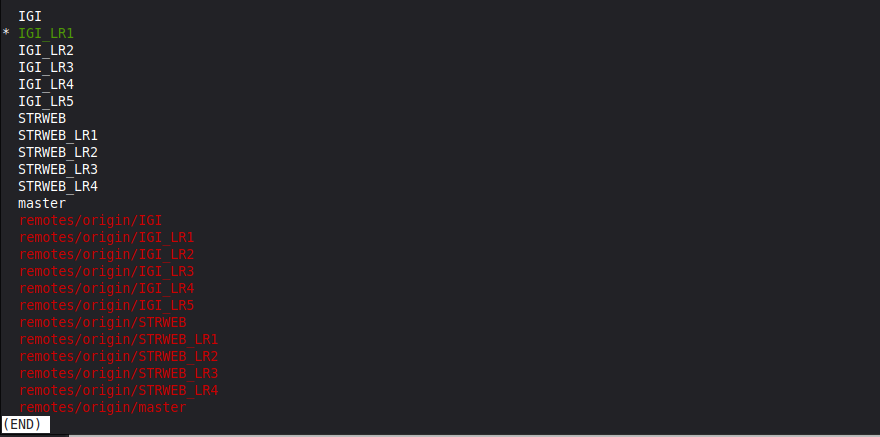 IGI
* IGI_LR1
IGI_LR2
IGI_LR3
IGI_LR4
IGI_LR5
STRWEB
STRWEB_LR1
STRWEB_LR2
STRWEB_LR3
STRWEB_LR4
master
remotes/origin/IGI
remotes/origin/IGI_LR1
remotes/origin/IGI_LR2
remotes/origin/IGI_LR3
remotes/origin/IGI_LR4
remotes/origin/IGI_LR5
remotes/origin/STRWEB
remotes/origin/STRWEB_LR1
remotes/origin/STRWEB_LR2
remotes/origin/STRWEB_LR3
remotes/origin/STRWEB_LR4
remotes/origin/master
(END)